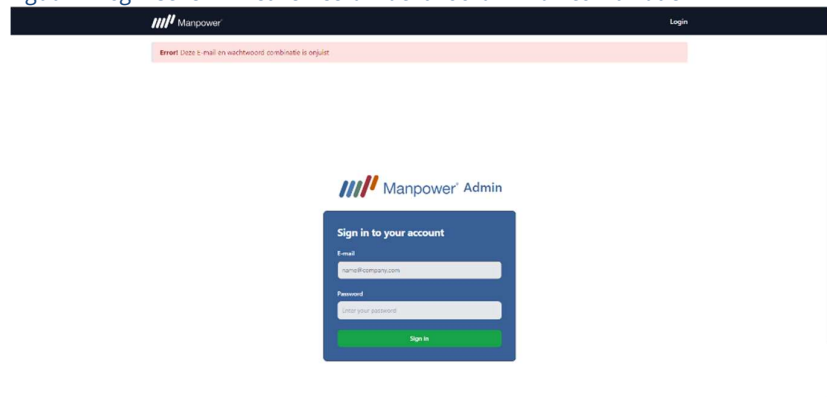 Manpower
Login
Error! Deze E-mail en wachtwoord combinatie is onjuist
Manpower® Admin
Sign in to your account
E-mail
name@company.com
Password
Enter your password
Sign in